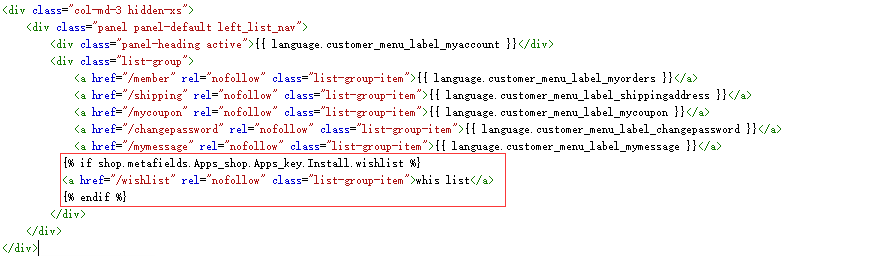 <div class="col-md-3 hidden-xs">
<div class="panel panel-default left_list_nav">
<div class="panel-heading active">{{ language.customer_menu_label_myaccount }}</div>
<div class="list-group">
<a href="/member" rel="nofollow" class="list-group-item">{{ language.customer_menu_label_myorders }}</a>
<a href="/shipping" rel="nofollow" class="list-group-item">{{ language.customer_menu_label_shippingaddress }}</a>
<a href="/mycoupon" rel="nofollow" class="list-group-item">{{ language.customer_menu_label_mycoupon }}</a>
<a href="/changepassword" rel="nofollow" class="list-group-item">{{ language.customer_menu_label_changepassword }}</a>
<a href="/mymessage" rel="nofollow" class="list-group-item">{{ language.customer_menu_label_mymessage }}</a>
{% if shop.metafields.Apps_shop.Apps_key.Install.wishlist %}
<a href="/wishlist" rel="nofollow" class="list-group-item">whis list</a>
{% endif %}
</div>
</div>
</div>